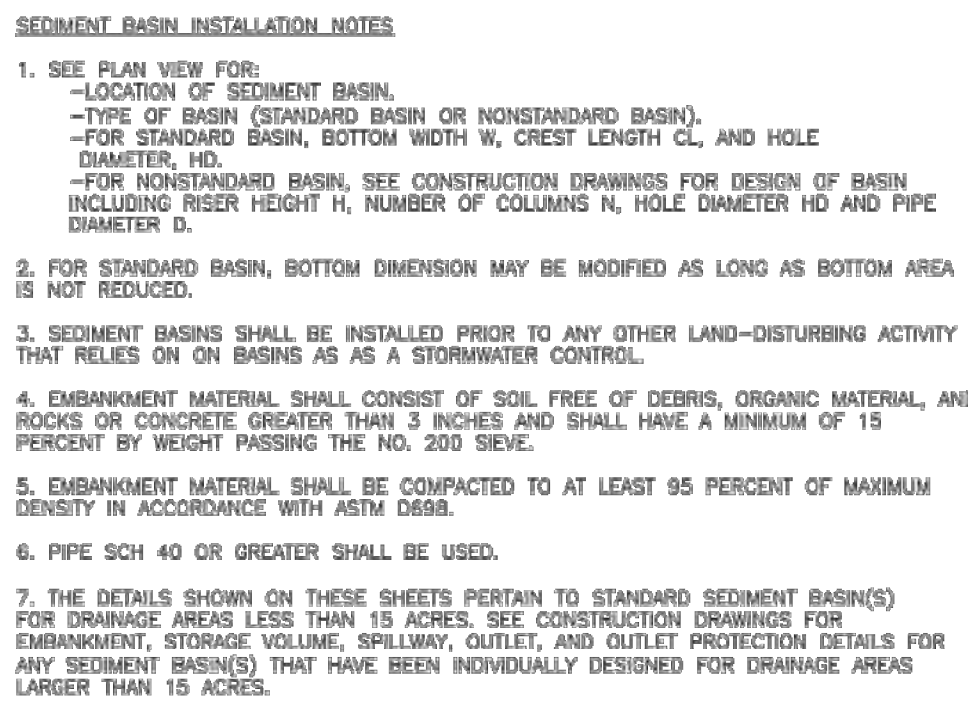 SEDIMENT BASIN INSTALLATION NOTES
1. SEE PLAN VIEW FOR:
-LOCATION OF SEDIMENT BASIN.
-TYPE OF BASIN (STANDARD BASIN OR NONSTANDARD BASIN).
-FOR STANDARD BASIN, BOTTOM WIDTH W, CREST LENGTH CL, AND HOLE
DIAMETER, HD.
-FOR NONSTANDARD BASIN, SEE CONSTRUCTION DRAWINGS FOR DESIGN OF BASIN
INCLUDING RISER HEIGHT H, NUMBER OF COLUMNS N, HOLE DIAMETER HD AND PIPE
DIAMETER D.
2. FOR STANDARD BASIN, BOTTOM DIMENSION MAY BE MODIFIED AS LONG AS BOTTOM AREA
IS NOT REDUCED.
3. SEDIMENT BASINS SHALL BE INSTALLED PRIOR TO ANY OTHER LAND-DISTURBING ACTIVITY
THAT RELIES ON ON BASINS AS AS A STORMWATER CONTROL.
4. EMBANKMENT MATERIAL SHALL CONSIST OF SOIL FREE OF DEBRIS, ORGANIC MATERIAL, AND
ROCKS OR CONCRETE GREATER THAN 3 INCHES AND SHALL HAVE A MINIMUM OF 15
PERCENT BY WEIGHT PASSING THE NO. 200 SIEVE.
5. EMBANKMENT MATERIAL SHALL BE COMPACTED TO AT LEAST 95 PERCENT OF MAXIMUM
DENSITY IN ACCORDANCE WITH ASTM D698.
6. PIPE SCH 40 OR GREATER SHALL BE USED.
7. THE DETAILS SHOWN ON THESE SHEETS PERTAIN TO STANDARD SEDIMENT BASIN(S)
FOR DRAINAGE AREAS LESS THAN 15 ACRES. SEE CONSTRUCTION DRAWINGS FOR
EMBANKMENT, STORAGE VOLUME, SPILLWAY, OUTLET, AND OUTLET PROTECTION DETAILS FOR
ANY SEDIMENT BASIN(S) THAT HAVE BEEN INDIVIDUALLY DESIGNED FOR DRAINAGE AREAS
LARGER THAN 15 ACRES.